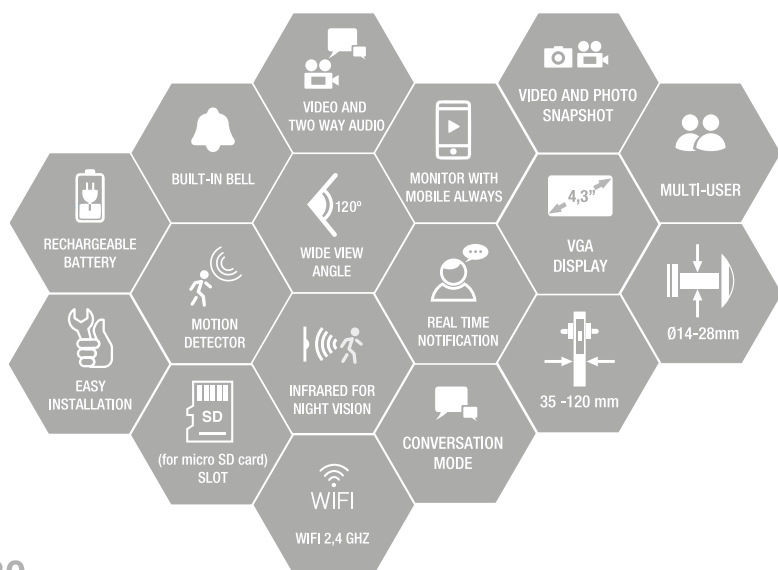 VIDEO AND
TWO WAY AUDIO
VIDEO AND PHOTO
SNAPSHOT
BUILT-IN BELL
MONITOR WITH
MOBILE ALWAYS
MULTI-USER
RECHARGEABLE
BATTERY
120º
WIDE VIEW
ANGLE
4,3”
VGA
DISPLAY
MOTION
DETECTOR
REAL TIME
NOTIFICATION
Ø14-28mm
EASY
INSTALLATION
INFRARED FOR
NIGHT VISION
35 -120 mm
SD
(for micro SD card)
SLOT
CONVERSATION
MODE
WIFI
WIFI 2,4 GHZ